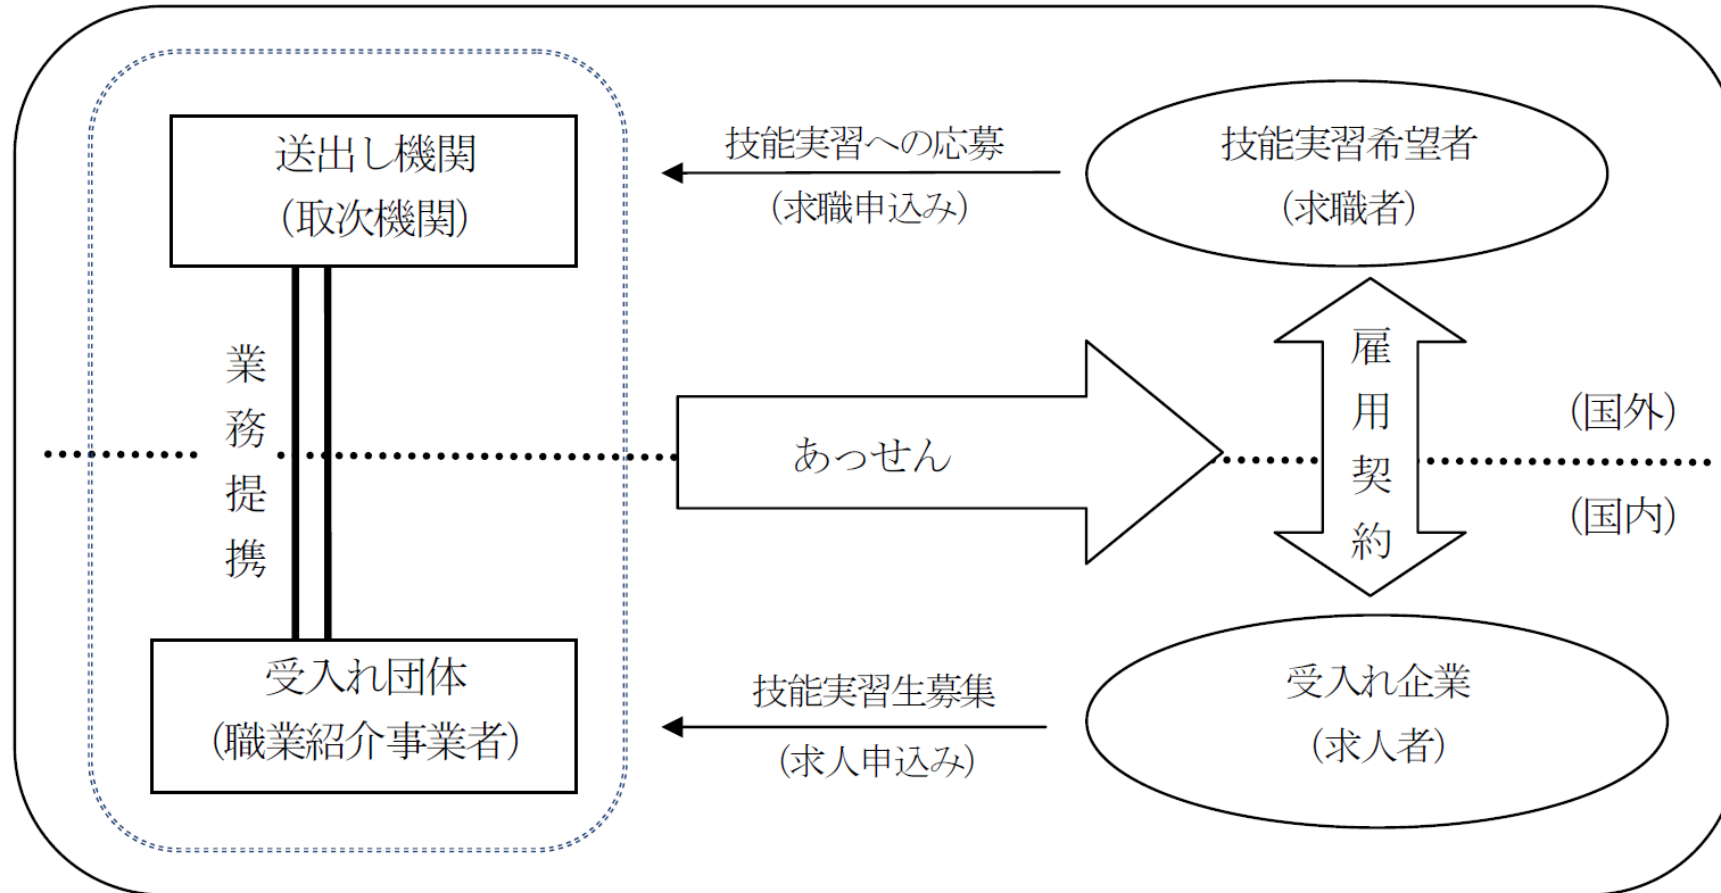 送出し機関
(取次機関)
技能実習への応募
(求職申込み)
技能実習希望者
(求職者)
業務提携
あっせん
雇用契約
(国外)
(国内)
受入れ団体
(職業紹介事業者)
技能実習生募集
(求人申込み)
受入れ企業
(求人者)